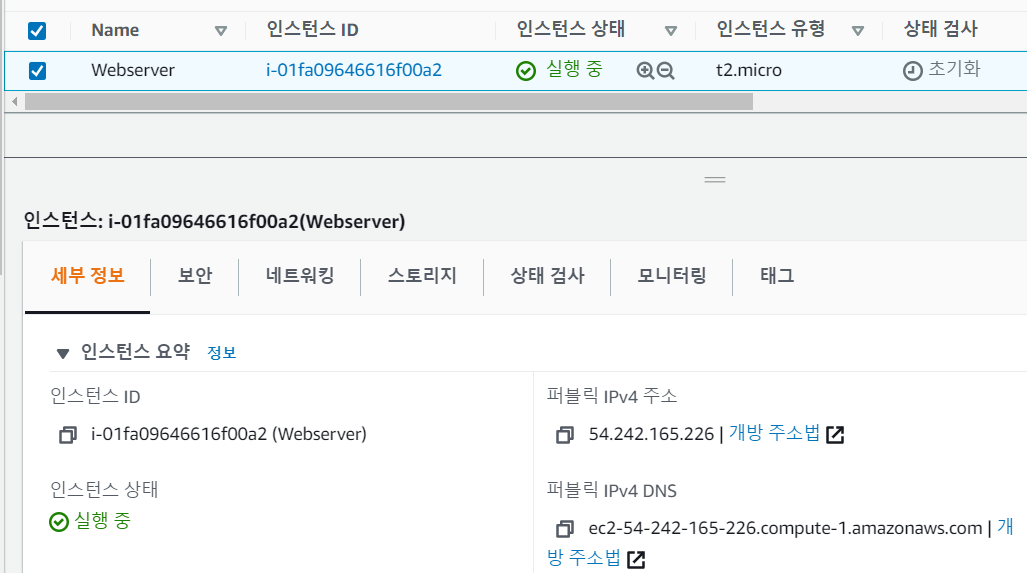 Name 인스턴스 ID 인스턴스 상태 인스턴스 유형 상태 검사
Webserver i-01fa09646616f00a2 실행 중 t2.micro 초기화
인스턴스: i-01fa09646616f00a2(Webserver)
세부 정보 보안 네트워킹 스토리지 상태 검사 모니터링 태그
인스턴스 요약 정보
인스턴스 ID
i-01fa09646616f00a2 (Webserver)
퍼블릭 IPv4 주소
54.242.165.226 | 개방 주소법
인스턴스 상태
실행 중
퍼블릭 IPv4 DNS
ec2-54-242-165-226.compute-1.amazonaws.com | 개
방 주소법